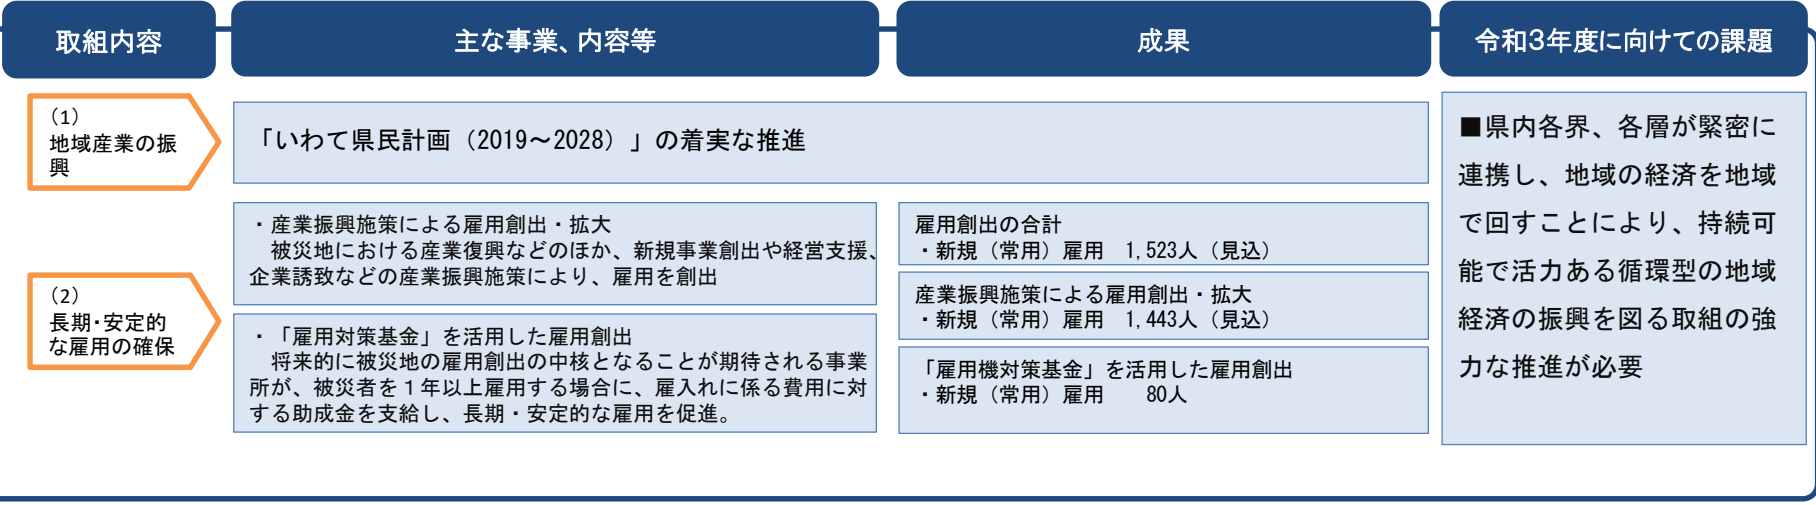 取組内容
主な事業、内容等
成果
令和3年度に向けての課題
（1）
地域産業の振
興
「いわて県民計画（2019～2028）」の着実な推進
（2）
長期・安定的
な雇用の確保
・産業振興施策による雇用創出・拡大
被災地における産業復興などのほか、新規事業創出や経営支援、
企業誘致などの産業振興施策により、雇用を創出
・「雇用対策基金」を活用した雇用創出
将来的に被災地の雇用創出の中核となることが期待される事業
所が、被災者を１年以上雇用する場合に、雇入れに係る費用に対
する助成金を支給し、長期・安定的な雇用を促進。
雇用創出の合計
・新規（常用）雇用　1,523人（見込）
産業振興施策による雇用創出・拡大
・新規（常用）雇用　1,443人（見込）
「雇用機対策基金」を活用した雇用創出
・新規（常用）雇用　　80人
■県内各界、各層が緊密に
連携し、地域の経済を地域
で回すことにより、持続可
能で活力ある循環型の地域
経済の振興を図る取組の強
力な推進が必要